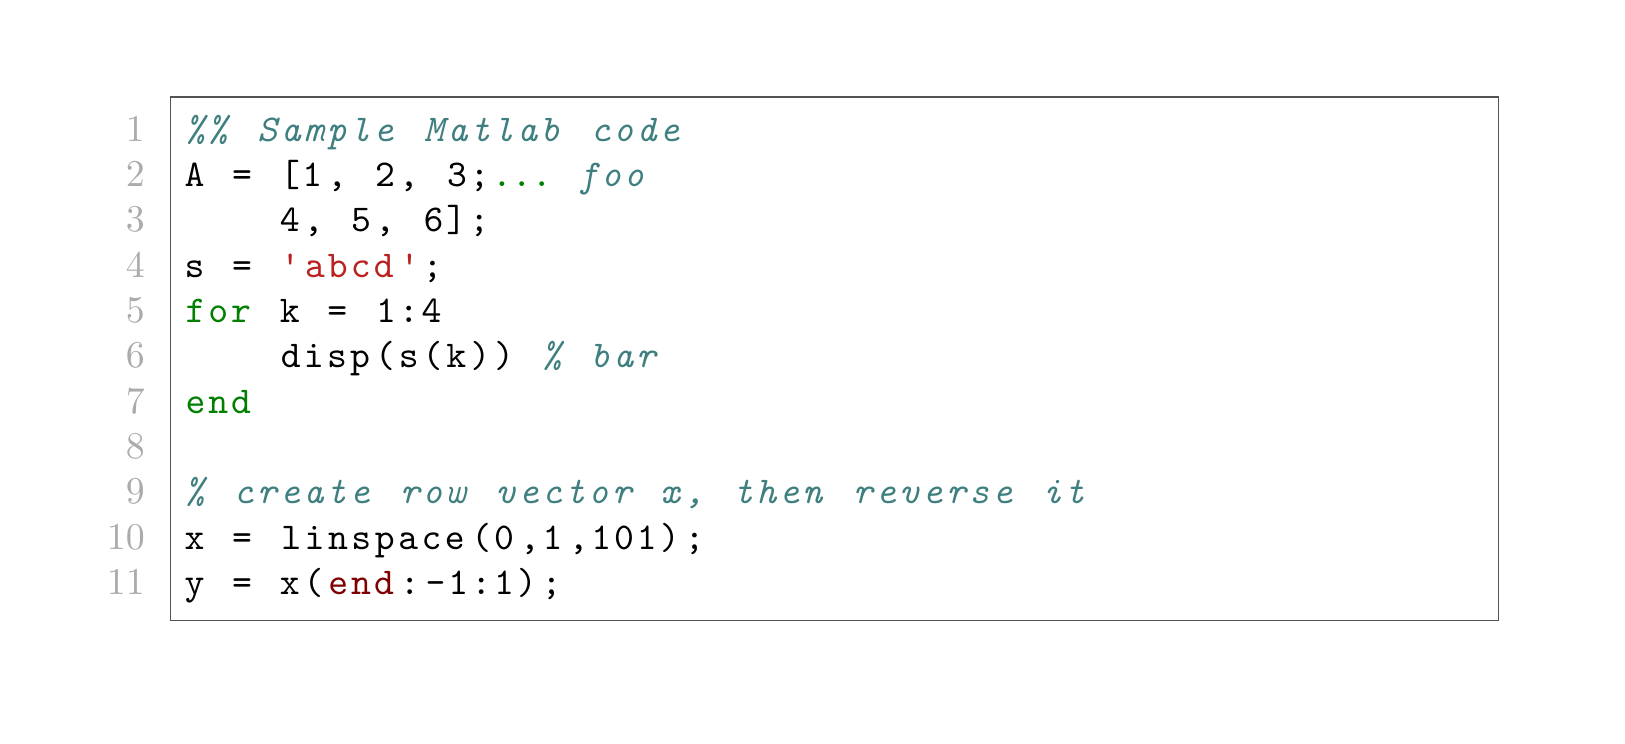 1 %% Sample Matlab code
2 A = [1, 2, 3;... foo
3     4, 5, 6];
4 s = 'abcd';
5 for k = 1:4
6     disp(s(k)) % bar
7 end
8
9 % create row vector x, then reverse it
10 x = linspace(0,1,101);
11 y = x(end:-1:1);